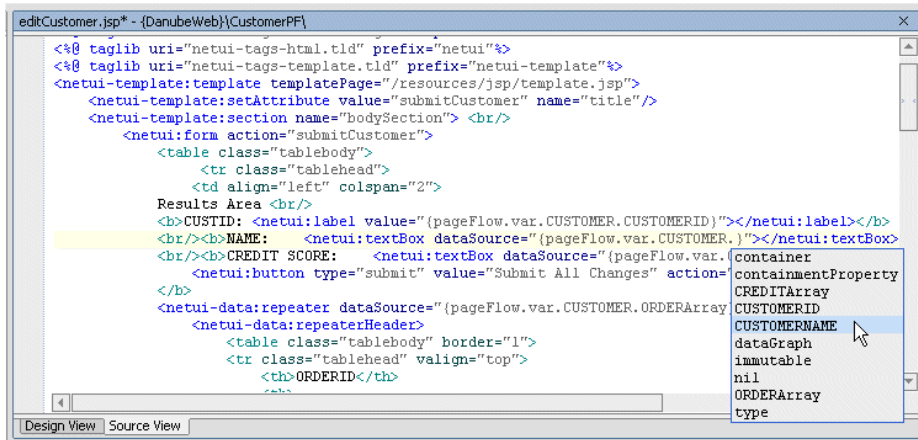 editCustomer.jsp* - {DanubeWeb}\CustomerPF\
<%@ taglib uri="netui-tags-html.tld" prefix="netui"%>
<%@ taglib uri="netui-tags-template.tld" prefix="netui-template"%>
<netui-template:template templatePage="/resources/jsp/template.jsp">
<netui-template:setAttribute value="submitCustomer" name="title"/>
<netui-template:section name="bodySection"> <br/>
<netui:form action="submitCustomer">
<table class="tablebody">
<tr class="tablehead">
<td align="left" colspan="2">
Results Area <br/>
<b>CUSTID: <netui:label value="{pageFlow.var.CUSTOMER.CUSTOMERID}"></netui:label></b>
<br/><b>NAME: <netui:textBox dataSource="{pageFlow.var.CUSTOMER.}"></netui:textBox>
<br/><b>CREDIT SCORE: <netui:textBox dataSource="{pageFlow.var.
<netui:button type="submit" value="Submit All Changes" action="
</b>
<netui-data:repeater dataSource="{pageFlow.var.CUSTOMER.ORDERArray
<netui-data:repeaterHeader>
<table class="tablebody" border="1">
<tr class="tablehead" valign="top">
<th>ORDERID</th>
container
containmentProperty
CREDITArray
CUSTOMERID
CUSTOMERNAME
dataGraph
immutable
nil
ORDERArray
type
Design View Source View